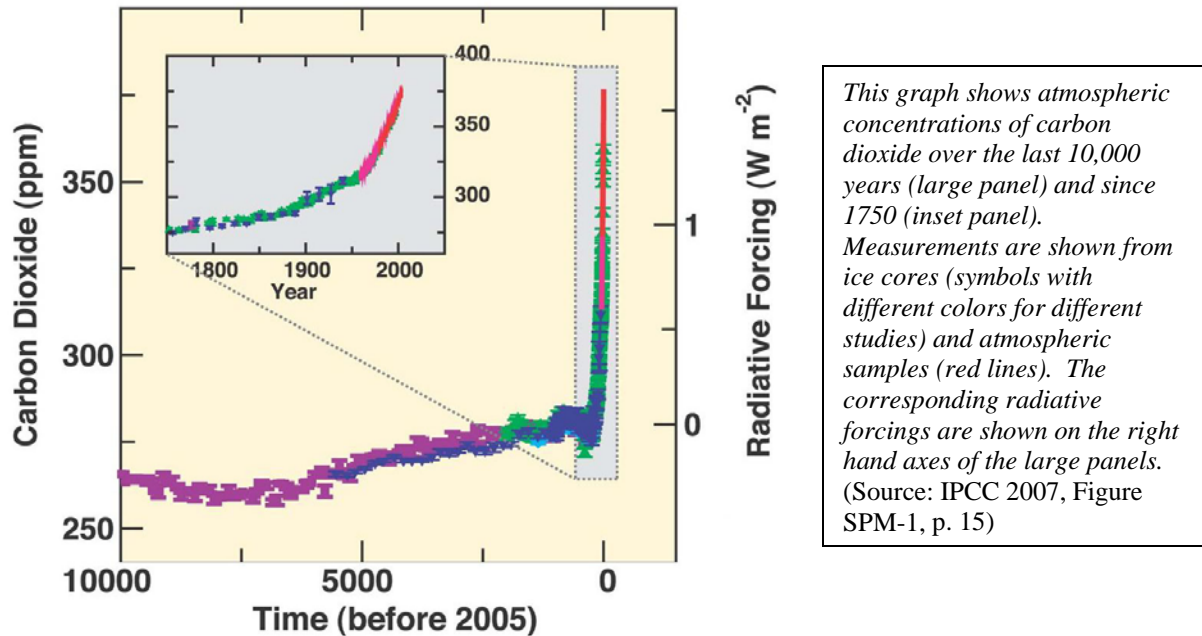 400
350
300
1800
1900
2000
Year
Carbon Dioxide (ppm)
350
300
250
10000
5000
0
Time (before 2005)
1
0
Radiative Forcing (W m-2)
This graph shows atmospheric
concentrations of carbon
dioxide over the last 10,000
years (large panel) and since
1750 (inset panel).
Measurements are shown from
ice cores (symbols with
different colors for different
studies) and atmospheric
samples (red lines). The
corresponding radiative
forcings are shown on the right
hand axes of the large panels.
(Source: IPCC 2007, Figure
SPM-1, p. 15)